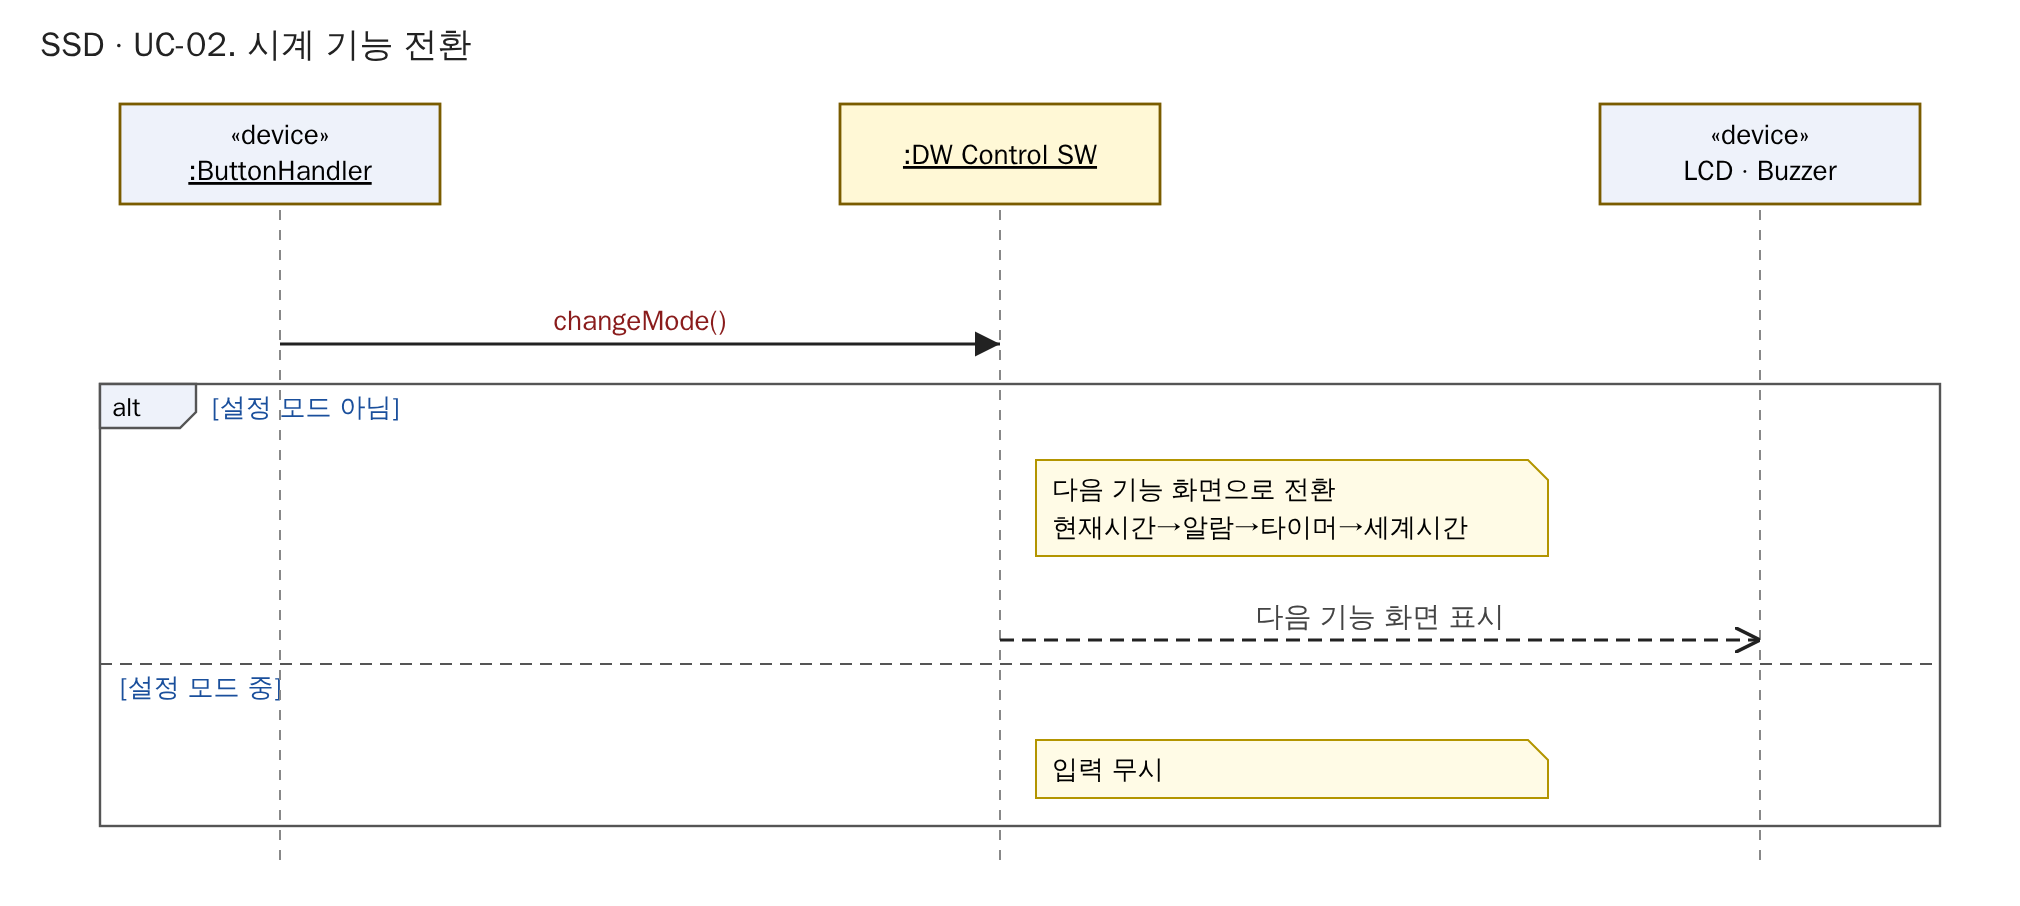 SSD · UC-02. 시계 기능 전환
«device»
:ButtonHandler
:DW Control SW
«device»
LCD · Buzzer
changeMode()
alt
[설정 모드 아님]
다음 기능 화면으로 전환
현재시간→알람→타이머→세계시간
다음 기능 화면 표시
[설정 모드 중]
입력 무시